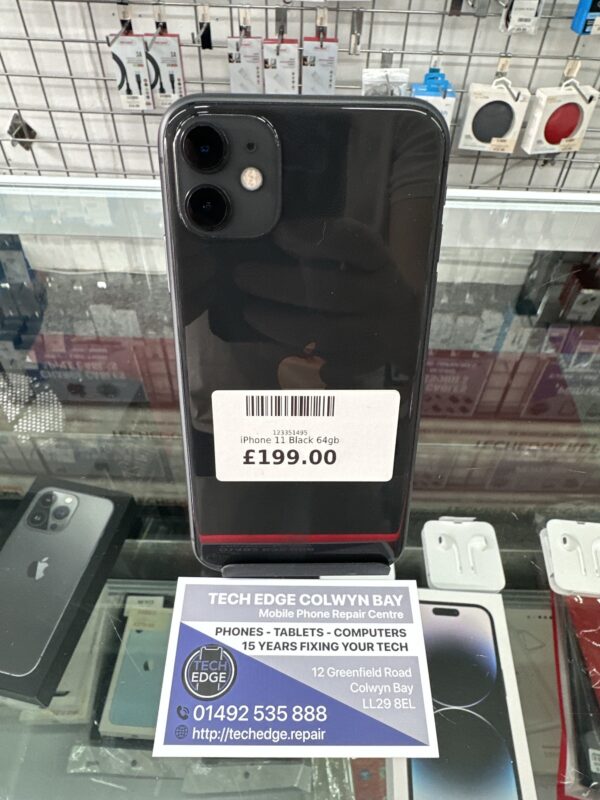 123351495
iPhone 11 Black 64gb
£199.00
TECH EDGE COLWYN BAY
Mobile Phone Repair Centre
PHONES - TABLETS - COMPUTERS
15 YEARS FIXING YOUR TECH
TECH
EDGE
12 Greenfield Road
Colwyn Bay
LL29 8EL
01492 535 888
http://techedge.repair